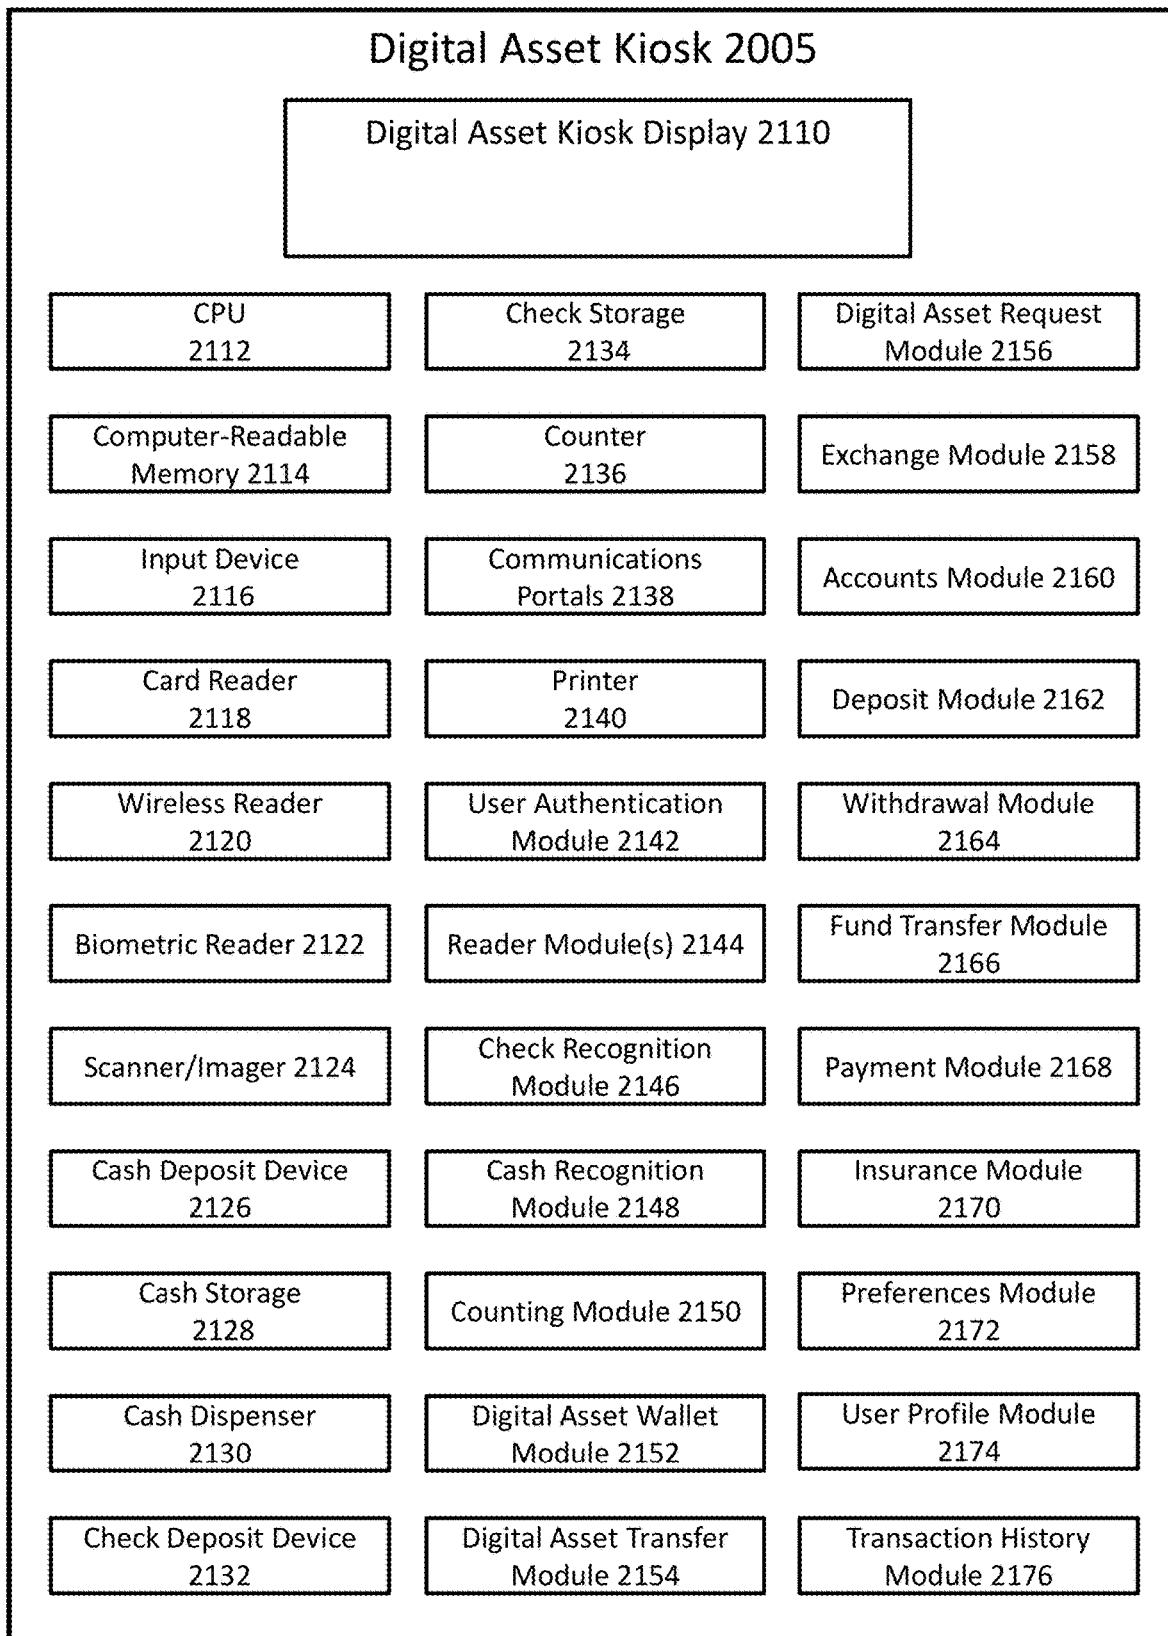 Digital Asset Kiosk 2005
Digital Asset Kiosk Display 2110
CPU
2112
Computer-Readable
Memory 2114
Input Device
2116
Card Reader
2118
Wireless Reader
2120
Biometric Reader 2122
Scanner/Imager 2124
Cash Deposit Device
2126
Cash Storage
2128
Cash Dispenser
2130
Check Deposit Device
2132
Check Storage
2134
Counter
2136
Communications
Portals 2138
Printer
2140
User Authentication
Module 2142
Reader Module(s) 2144
Check Recognition
Module 2146
Cash Recognition
Module 2148
Counting Module 2150
Digital Asset Wallet
Module 2152
Digital Asset Transfer
Module 2154
Digital Asset Request
Module 2156
Exchange Module 2158
Accounts Module 2160
Deposit Module 2162
Withdrawal Module
2164
Fund Transfer Module
2166
Payment Module 2168
Insurance Module
2170
Preferences Module
2172
User Profile Module
2174
Transaction History
Module 2176